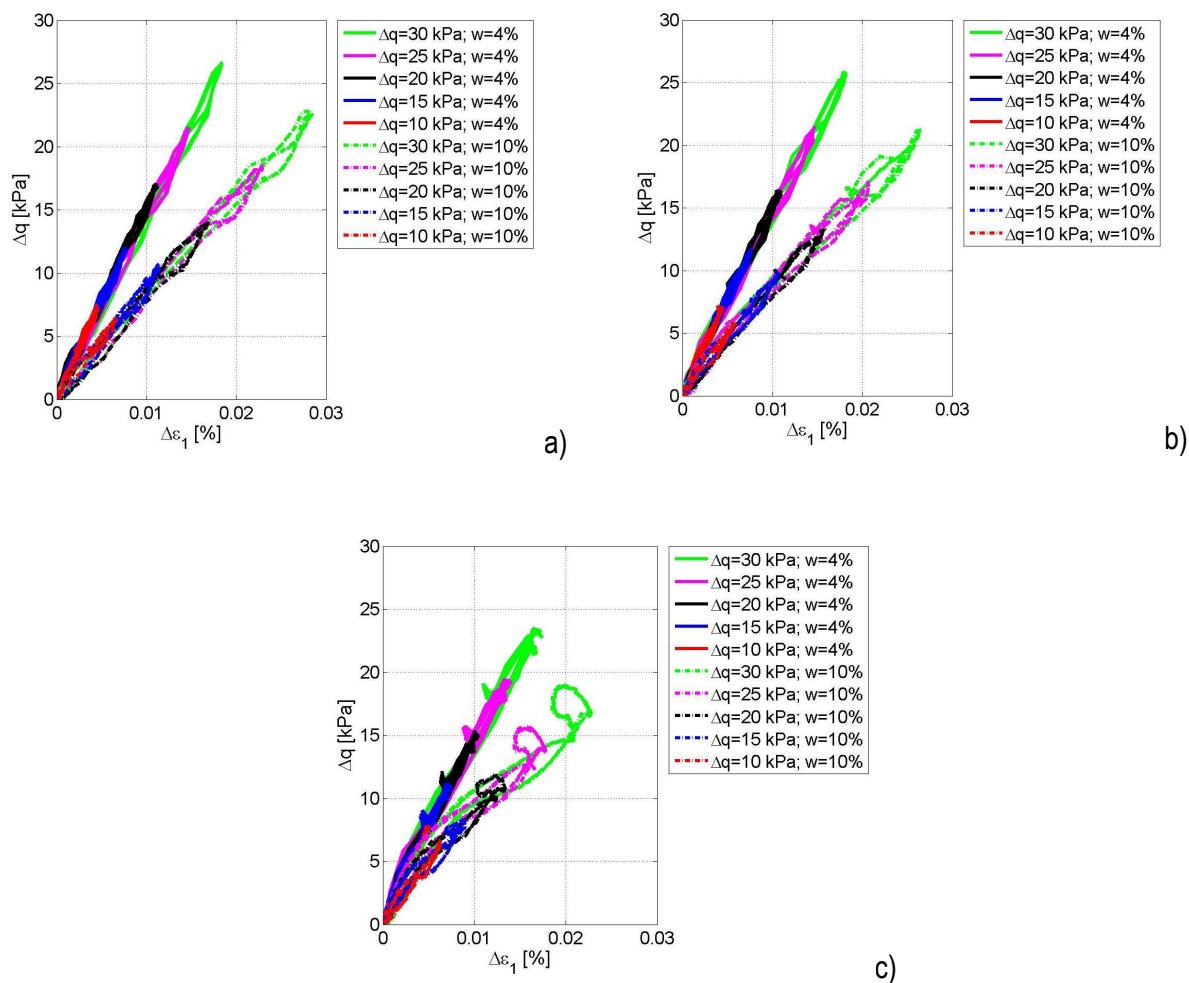 30
25
20
15
10
5
0
0
0.01
0.02
0.03
Δq [kPa]
Δε₁ [%]
Δq=30 kPa; w=4%
Δq=25 kPa; w=4%
Δq=20 kPa; w=4%
Δq=15 kPa; w=4%
Δq=10 kPa; w=4%
Δq=30 kPa; w=10%
Δq=25 kPa; w=10%
Δq=20 kPa; w=10%
Δq=15 kPa; w=10%
Δq=10 kPa; w=10%
a)
30
25
20
15
10
5
0
0
0.01
0.02
0.03
Δq [kPa]
Δε₁ [%]
Δq=30 kPa; w=4%
Δq=25 kPa; w=4%
Δq=20 kPa; w=4%
Δq=15 kPa; w=4%
Δq=10 kPa; w=4%
Δq=30 kPa; w=10%
Δq=25 kPa; w=10%
Δq=20 kPa; w=10%
Δq=15 kPa; w=10%
Δq=10 kPa; w=10%
b)
30
25
20
15
10
5
0
0
0.01
0.02
0.03
Δq [kPa]
Δε₁ [%]
Δq=30 kPa; w=4%
Δq=25 kPa; w=4%
Δq=20 kPa; w=4%
Δq=15 kPa; w=4%
Δq=10 kPa; w=4%
Δq=30 kPa; w=10%
Δq=25 kPa; w=10%
Δq=20 kPa; w=10%
Δq=15 kPa; w=10%
Δq=10 kPa; w=10%
c)